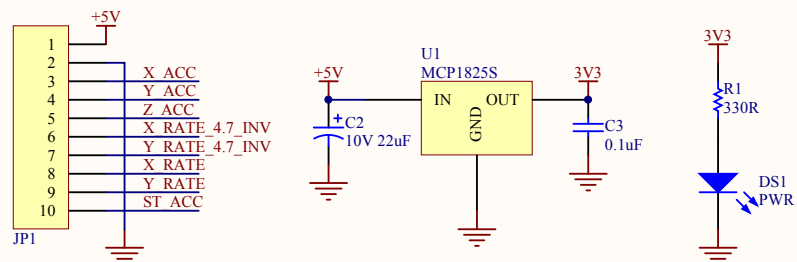 +5V
1
2
3 X_ACC
4 Y_ACC
5 Z_ACC
6 X_RATE_4.7_INV
7 Y_RATE_4.7_INV
8 X_RATE
9 Y_RATE
10 ST_ACC
JP1
U1
MCP1825S
+5V
IN OUT
GND
3V3
C2
10V 22uF
C3
0.1uF
3V3
R1
330R
DS1
PWR